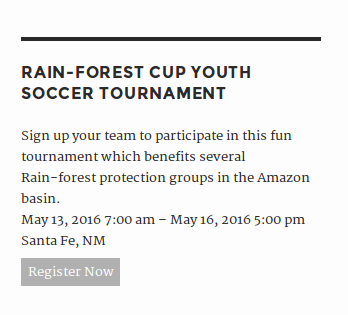 RAIN-FOREST CUP YOUTH
SOCCER TOURNAMENT
Sign up your team to participate in this fun
tournament which benefits several
Rain-forest protection groups in the Amazon
basin.
May 13, 2016 7:00 am – May 16, 2016 5:00 pm
Santa Fe, NM
Register Now